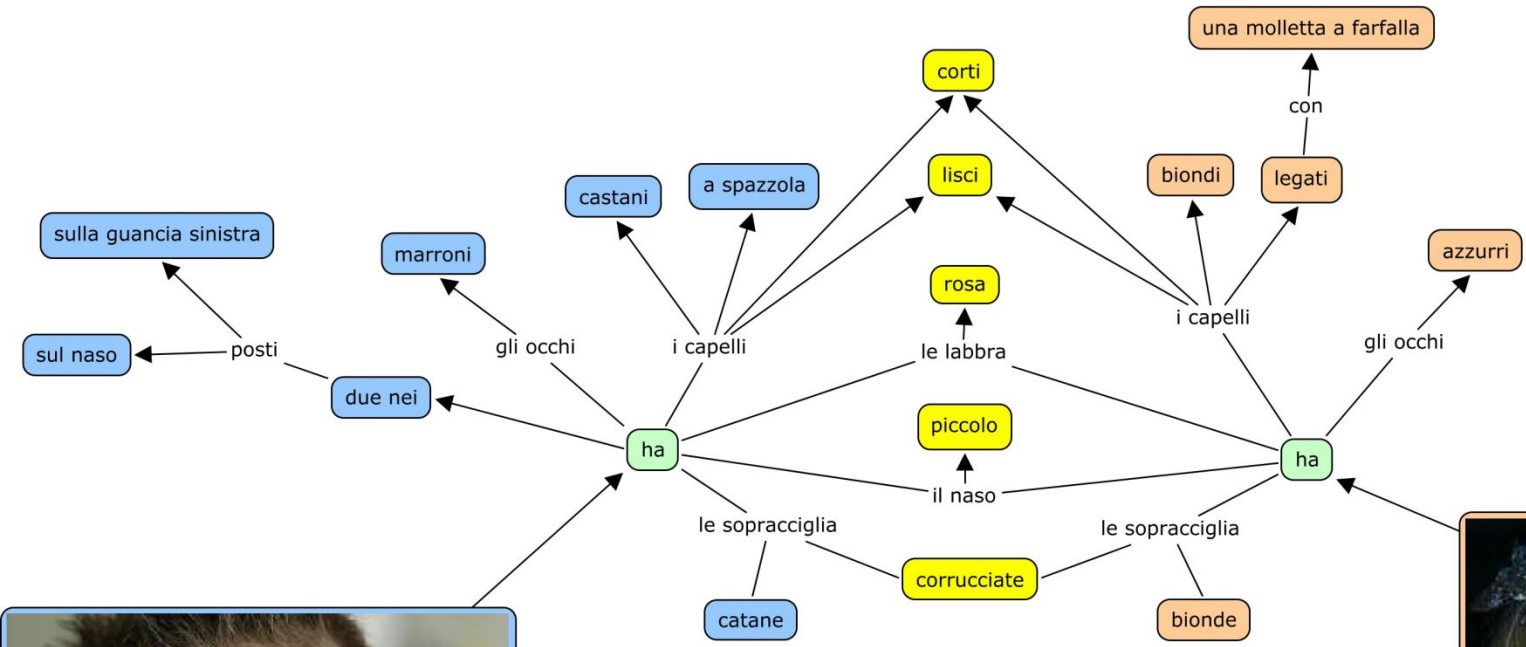 una molletta a farfalla
corti
con
castani
a spazzola
lisci
biondi
legati
sulla guancia sinistra
marroni
rosa
azzurri
sul naso
posti
gli occhi
i capelli
le labbra
i capelli
gli occhi
due nei
piccolo
ha
ha
il naso
le sopracciglia
le sopracciglia
corrucciate
catane
bionde